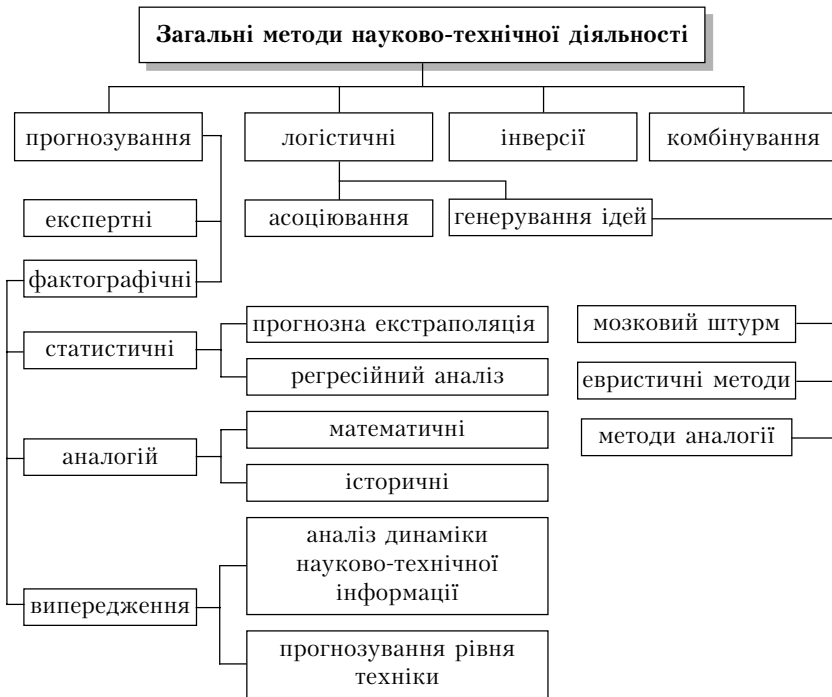 Загальні методи науково-технічної діяльності
прогнозування
логістичні
інверсії
комбінування
експертні
асоціювання
генерування ідей
фактографічні
статистичні
прогнозна екстраполяція
регресійний аналіз
мозковий штурм
евристичні методи
методи аналогії
аналогій
математичні
історичні
випередження
аналіз динаміки
науково-технічної
інформації
прогнозування рівня
техніки